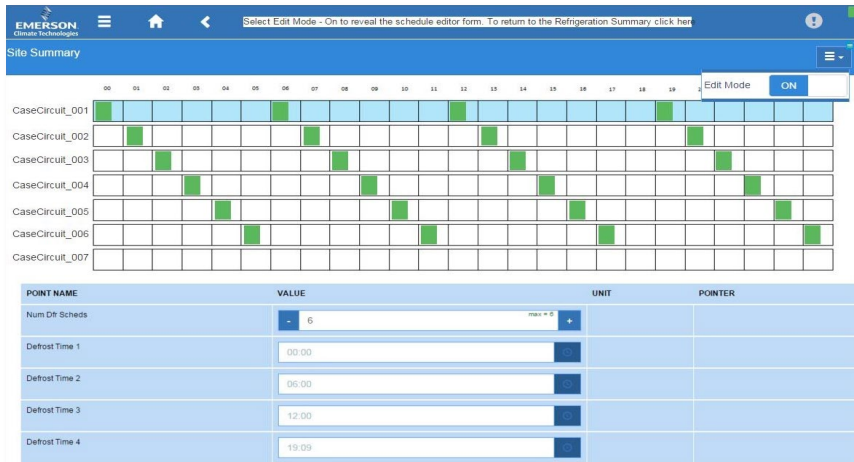 EMERSON.
Climate Technologies
Select Edit Mode - On to reveal the schedule editor form. To return to the Refrigeration Summary click here
Site Summary
Edit Mode ON
00 01 02 03 04 05 06 07 08 09 10 11 12 13 14 15 16 17 18 19
CaseCircuit_001
CaseCircuit_002
CaseCircuit_003
CaseCircuit_004
CaseCircuit_005
CaseCircuit_006
CaseCircuit_007
POINT NAME VALUE UNIT POINTER
Num Dfr Scheds - 6 max = 6 +
Defrost Time 1 00:00
Defrost Time 2 06:00
Defrost Time 3 12:00
Defrost Time 4 19:09